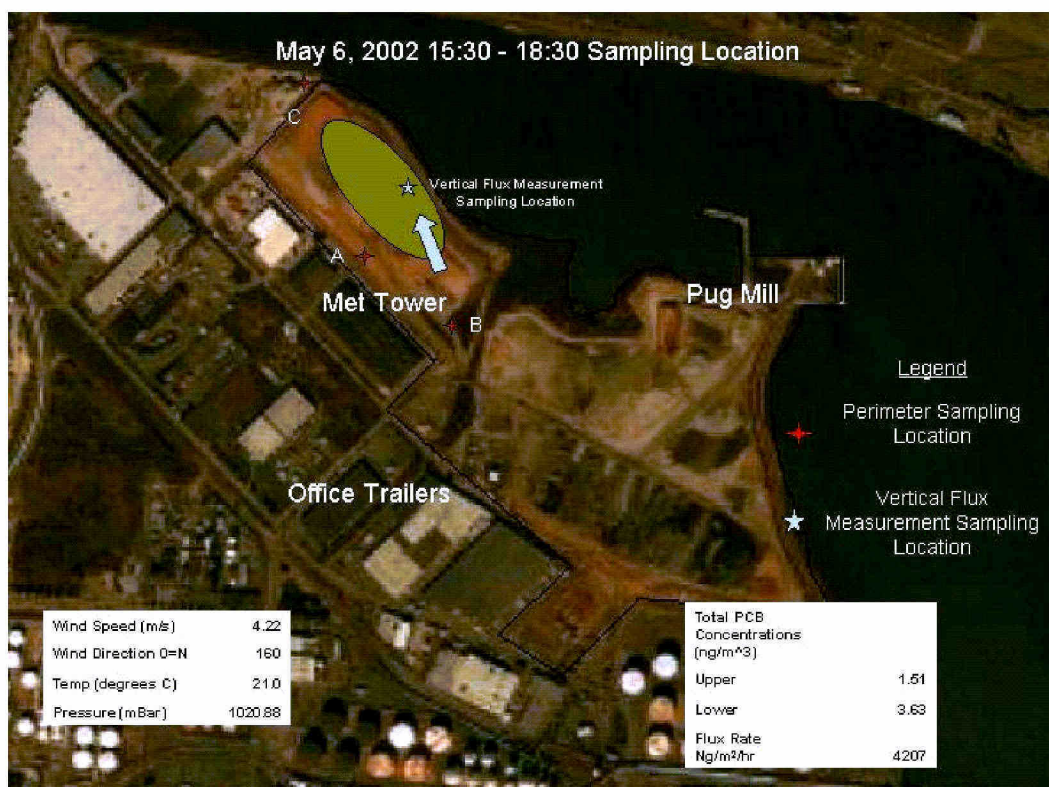 May 6, 2002 15:30 - 18:30 Sampling Location
C
Vertical Flux Measurement
Sampling Location
A
Met Tower
B
Pug Mill
Legend
Perimeter Sampling
Location
Vertical Flux
Measurement Sampling
Location
Office Trailers
Wind Speed (m/s) 4.22
Wind Direction 0=N 160
Temp (degrees C) 21.0
Pressure (mBar) 1020.88
Total PCB
Concentrations
(ng/m^3)
Upper 1.51
Lower 3.63
Flux Rate
Ng/m²/hr 4207